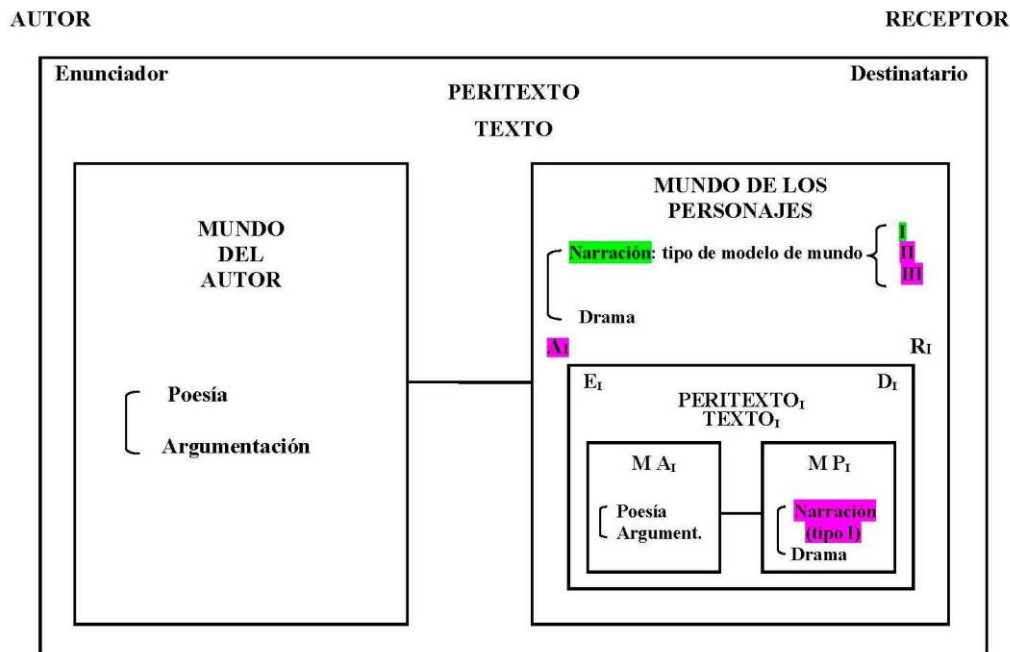 AUTOR RECEPTOR
Enunciador Destinatario
PERITEXTO
TEXTO
MUNDO
DEL
AUTOR
Poesía
Argumentación
MUNDO DE LOS
PERSONAJES
Narración: tipo de modelo de mundo
I
II
III
Drama
AI RI
EI DI
PERITEXTOI
TEXTOI
M AI
Poesía
Argument.
M PI
Narración
(tipo I)
Drama